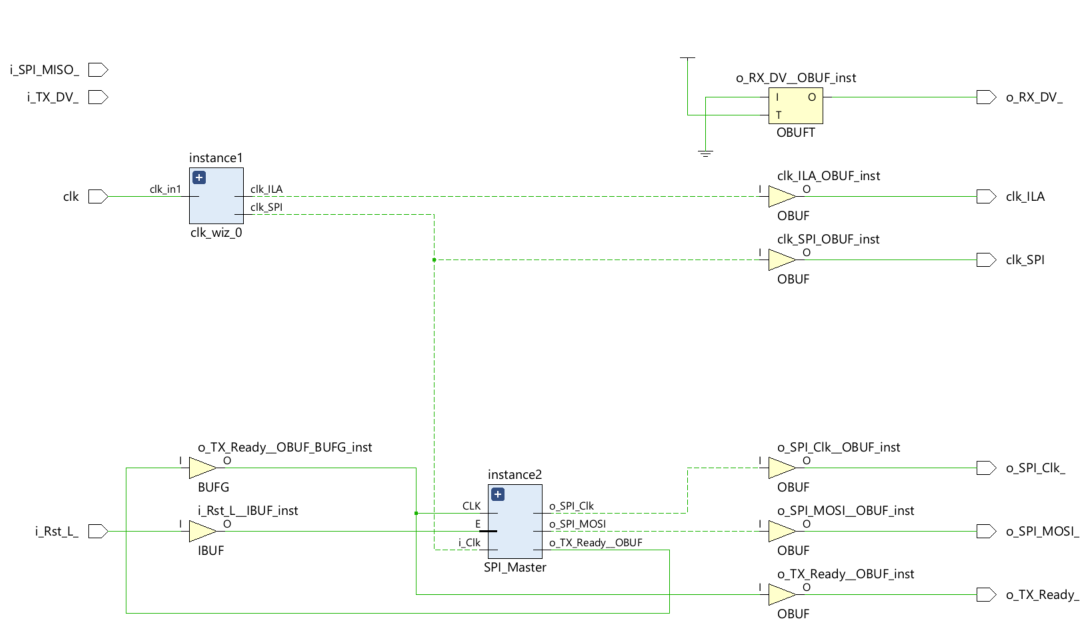 i_SPI_MISO_
i_TX_DV_
o_RX_DV__OBUF_inst
I
O
T
OBUFT
o_RX_DV_
instance1
clk
clk_in1
clk_ILA
clk_SPI
clk_wiz_0
clk_ILA_OBUF_inst
I
O
OBUF
clk_ILA
clk_SPI_OBUF_inst
I
O
OBUF
clk_SPI
o_TX_Ready__OBUF_BUFG_inst
I
O
BUFG
i_Rst_L__IBUF_inst
i_Rst_L_
I
O
IBUF
instance2
CLK
E
i_Clk
o_SPI_Clk
o_SPI_MOSI
o_TX_Ready__OBUF
SPI_Master
o_SPI_Clk__OBUF_inst
I
O
OBUF
o_SPI_Clk_
o_SPI_MOSI__OBUF_inst
I
O
OBUF
o_SPI_MOSI_
o_TX_Ready__OBUF_inst
I
O
OBUF
o_TX_Ready_